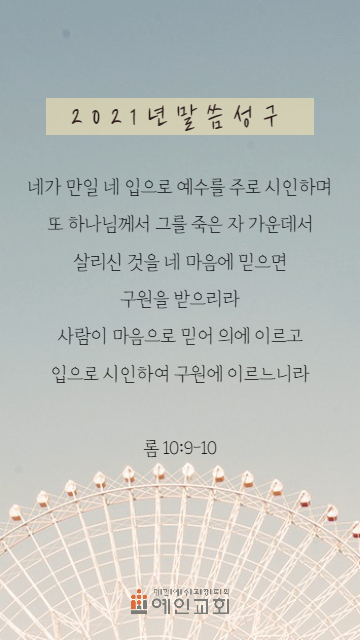 2021년말씀성구
네가 만일 네 입으로 예수를 주로 시인하며
또 하나님께서 그를 죽은 자 가운데서
살리신 것을 네 마음에 믿으면
구원을 받으리라
사람이 마음으로 믿어 의에 이르고
입으로 시인하여 구원에 이르느니라
롬 10:9-10
예인교회